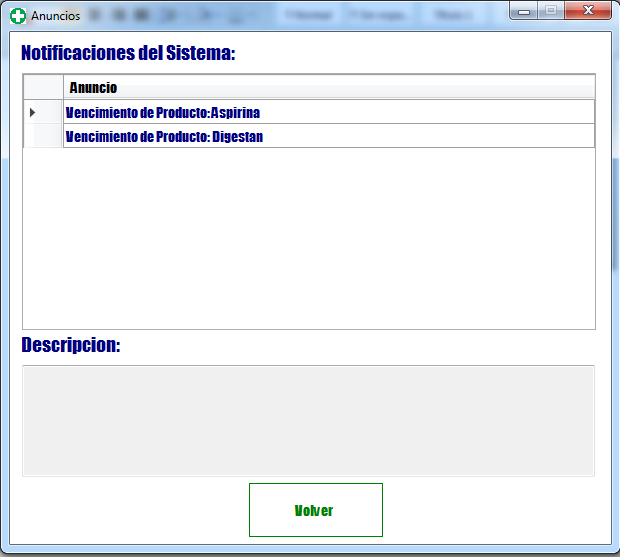 Anuncios
Notificaciones del Sistema:
Anuncio
Vencimiento de Producto:Aspirina
Vencimiento de Producto: Digestan
Descripcion:
Volver